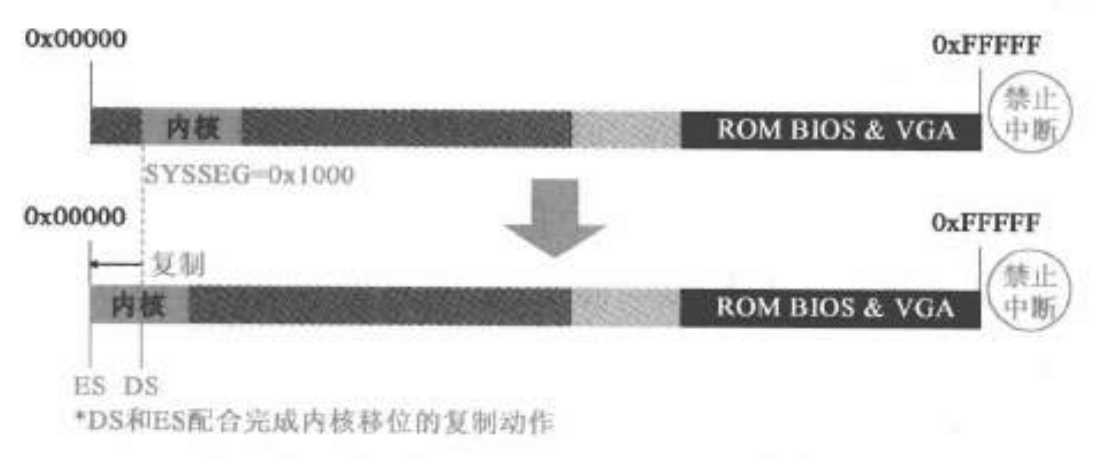 0x00000
0xFFFFF
内核
ROM BIOS & VGA
禁止
中断
SYSSEG=0x1000
0x00000
0xFFFFF
复制
内核
ROM BIOS & VGA
禁止
中断
ES DS
*DS和ES配合完成内核移位的复制动作